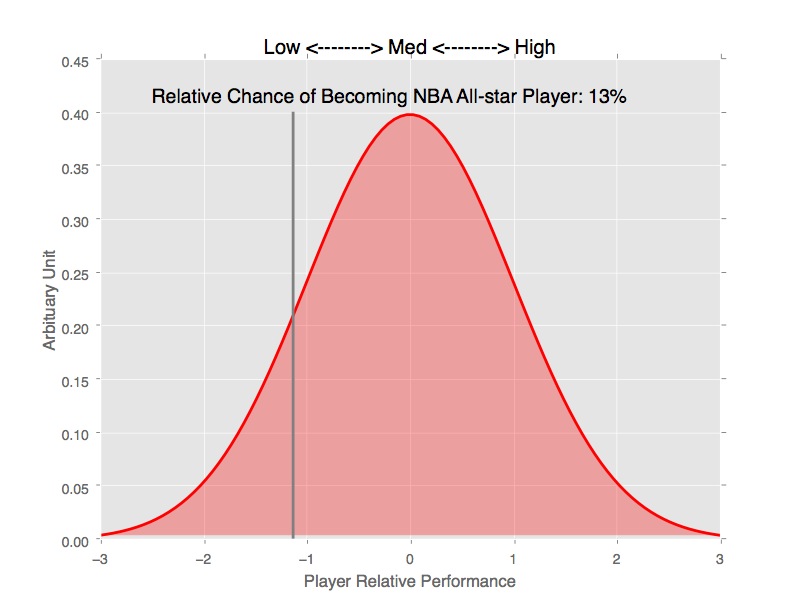 Low <--------> Med <--------> High
Relative Chance of Becoming NBA All-star Player: 13%
0.45
0.40
0.35
0.30
0.25
0.20
0.15
0.10
0.05
0.00
Arbituary Unit
−3 −2 −1 0 1 2 3
Player Relative Performance